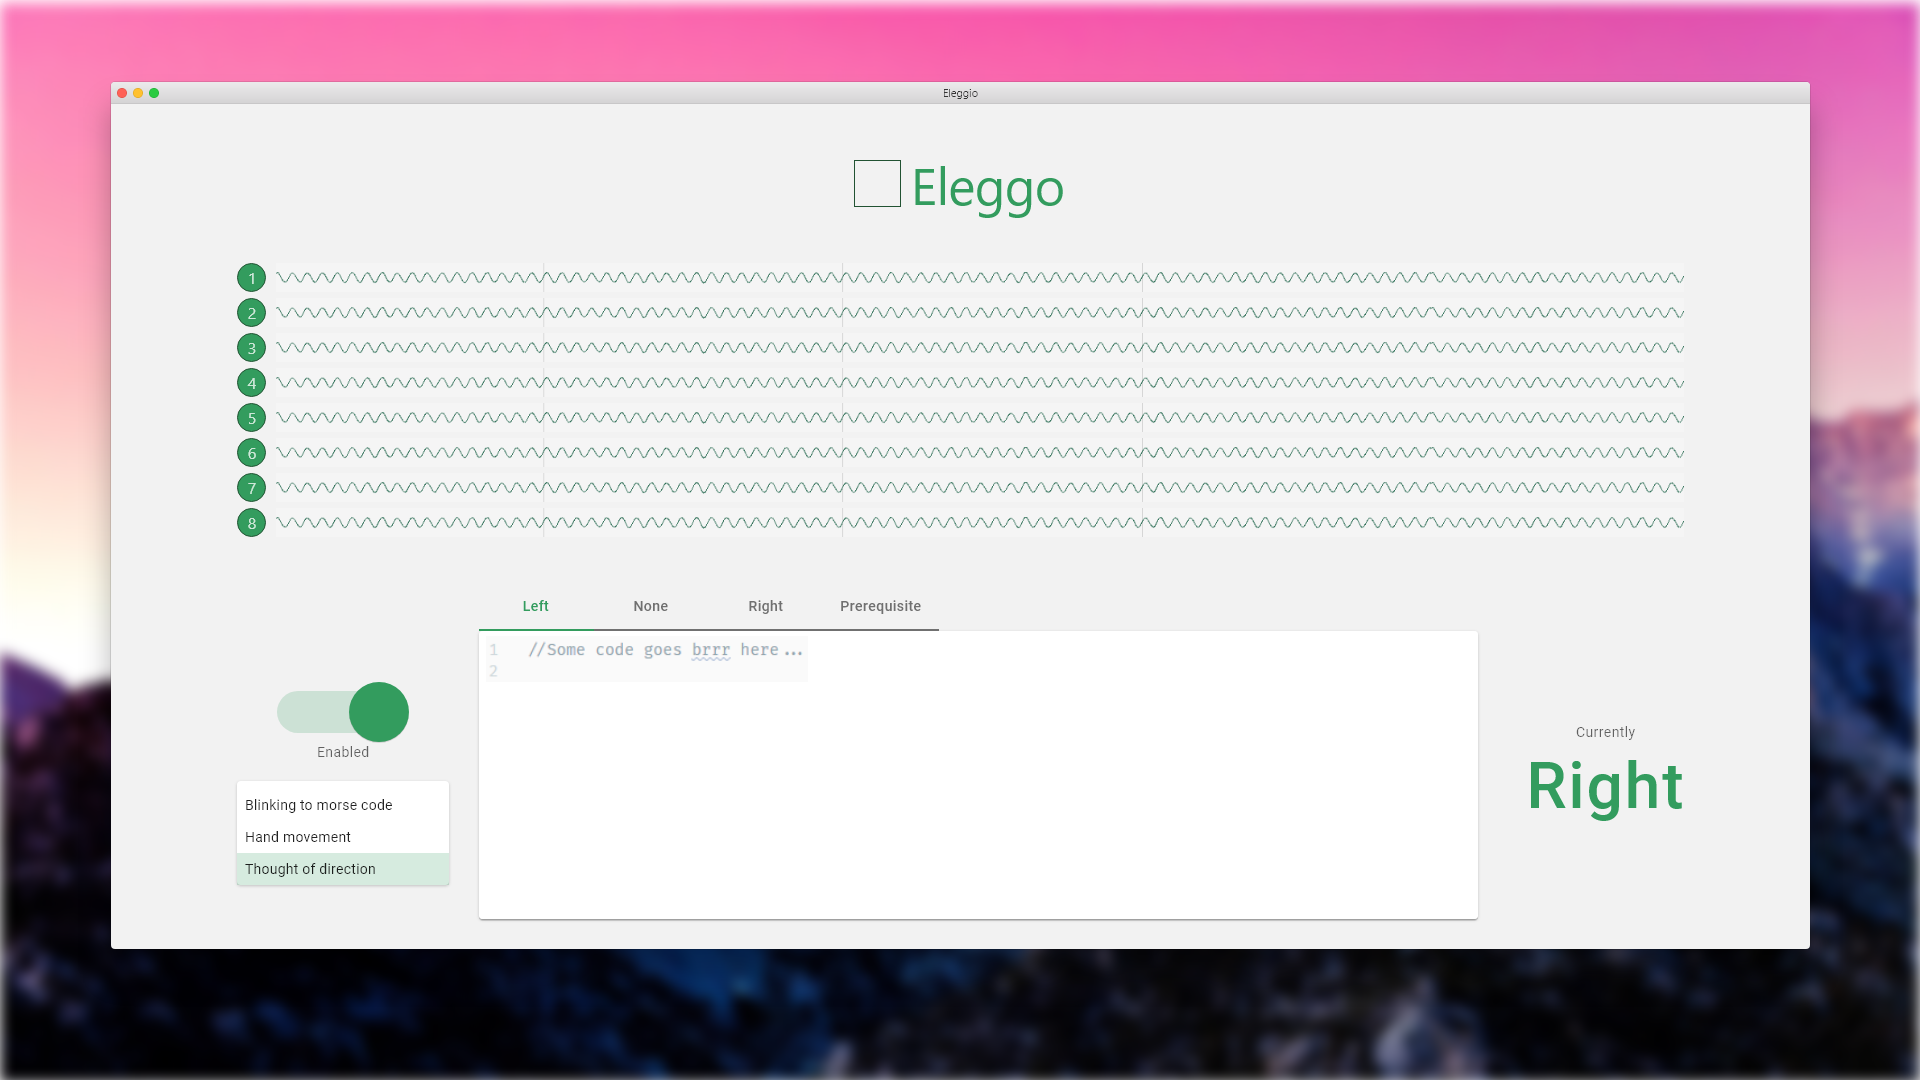 Eleggio
Eleggo
1
2
3
4
5
6
7
8
Left None Right Prerequisite
1 //Some code goes brrr here...
2
Enabled
Blinking to morse code
Hand movement
Thought of direction
Currently
Right